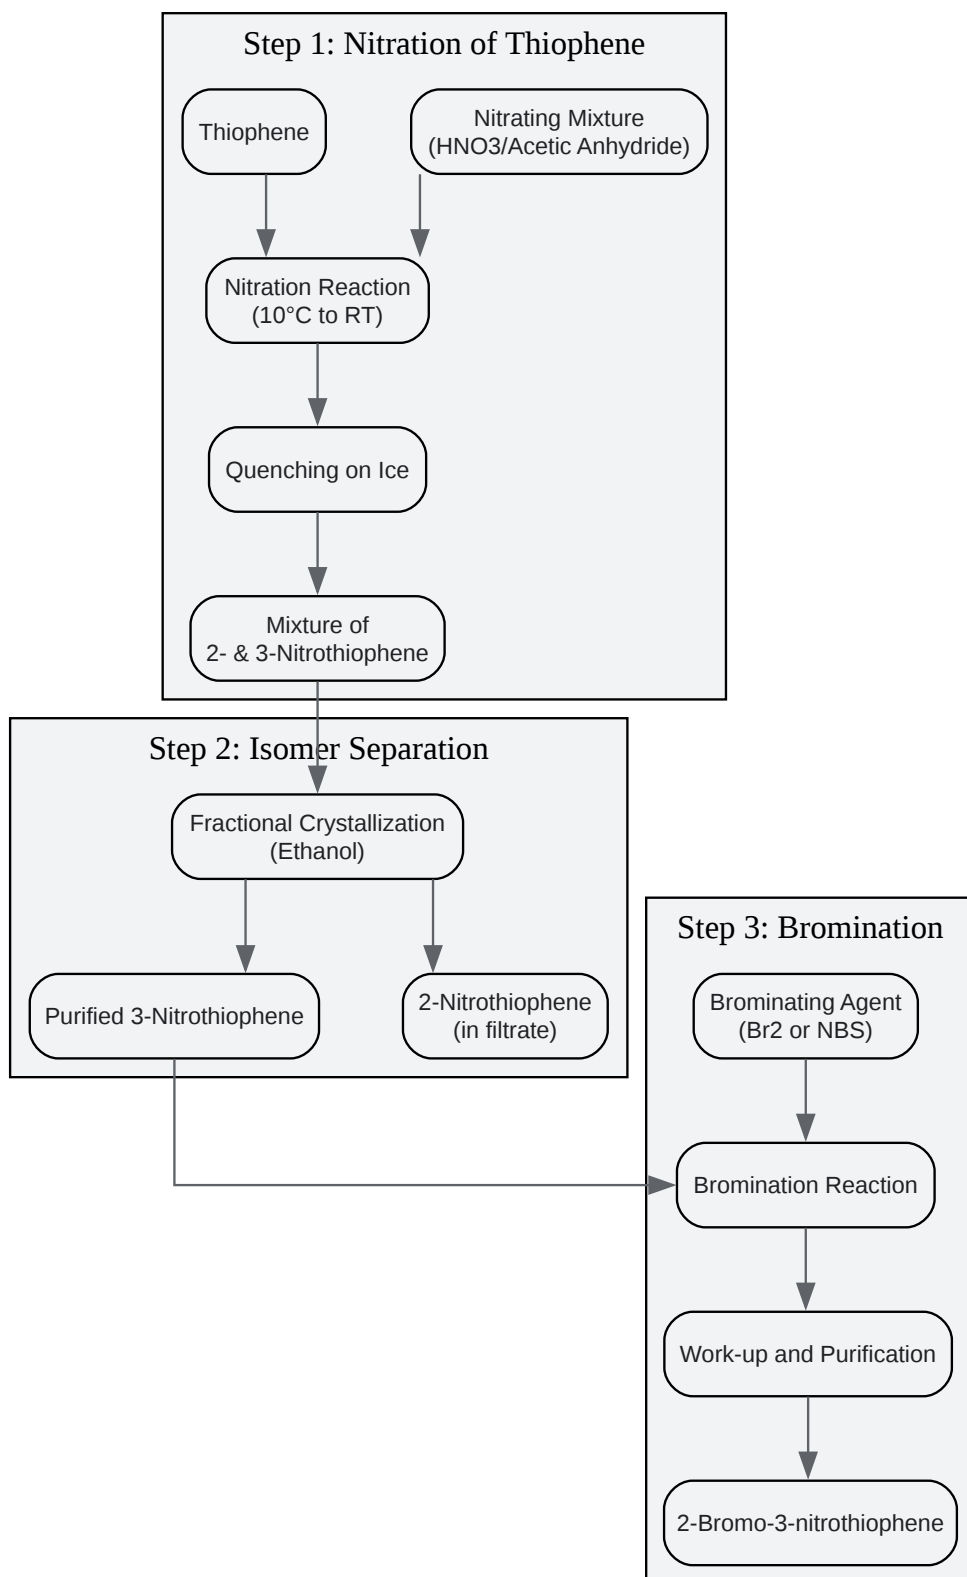 Step 1: Nitration of Thiophene
Thiophene
Nitrating Mixture
(HNO3/Acetic Anhydride)
Nitration Reaction
(10°C to RT)
Quenching on Ice
Mixture of
2- & 3-Nitrothiophene
Step 2: Isomer Separation
Fractional Crystallization
(Ethanol)
Purified 3-Nitrothiophene
2-Nitrothiophene
(in filtrate)
Step 3: Bromination
Brominating Agent
(Br2 or NBS)
Bromination Reaction
Work-up and Purification
2-Bromo-3-nitrothiophene